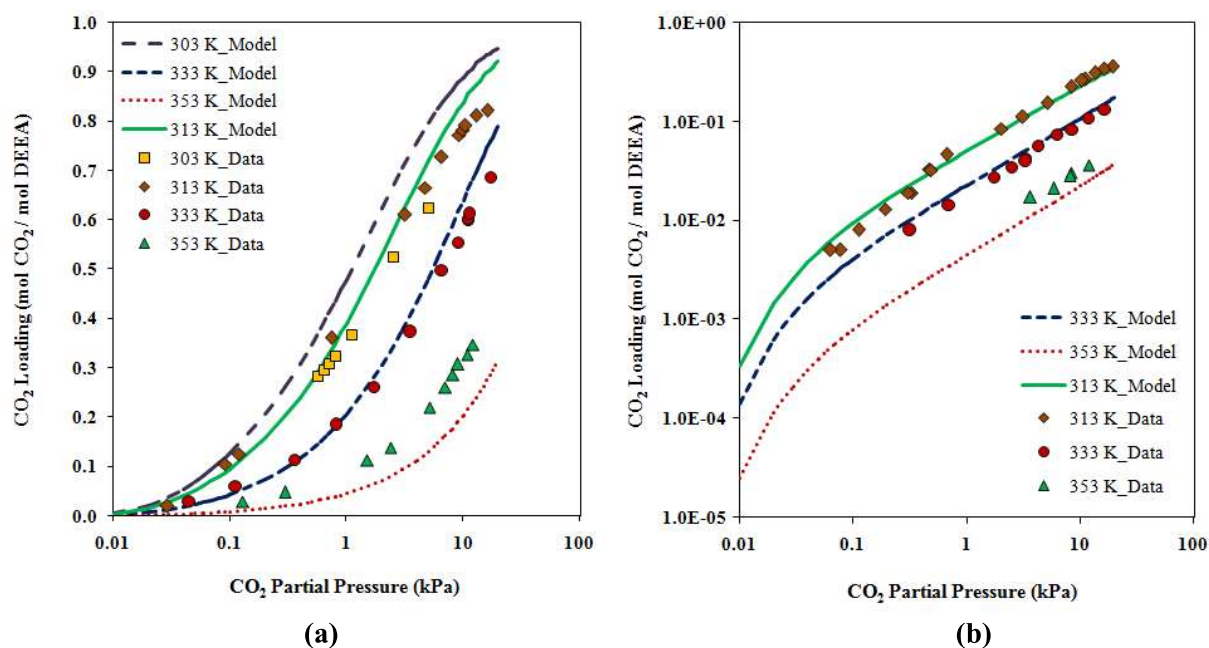 1.0
0.9
0.8
0.7
0.6
0.5
0.4
0.3
0.2
0.1
0.0
CO₂ Loading (mol CO₂/ mol DEEA)
303 K_Model
333 K_Model
353 K_Model
313 K_Model
303 K_Data
313 K_Data
333 K_Data
353 K_Data
0.01 0.1 1 10 100
CO₂ Partial Pressure (kPa)
(a)
1.0E+00
1.0E-01
1.0E-02
1.0E-03
1.0E-04
1.0E-05
CO₂ Loading (mol CO₂/ mol DEEA)
333 K_Model
353 K_Model
313 K_Model
313 K_Data
333 K_Data
353 K_Data
0.01 0.1 1 10 100
CO₂ Partial Pressure (kPa)
(b)